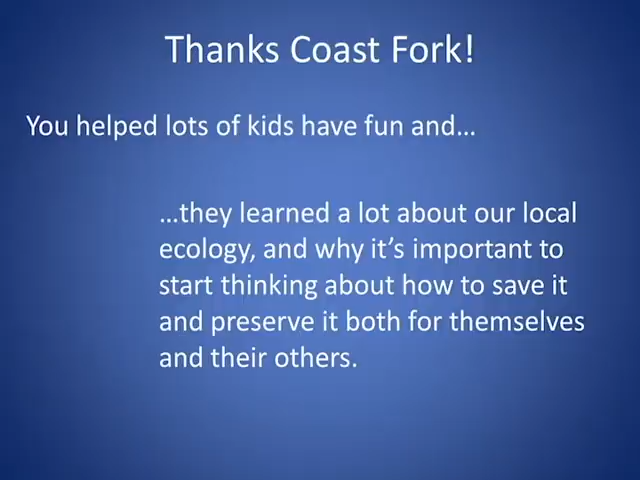 Thanks Coast Fork!
You helped lots of kids have fun and…
…they learned a lot about our local
ecology, and why it’s important to
start thinking about how to save it
and preserve it both for themselves
and their others.